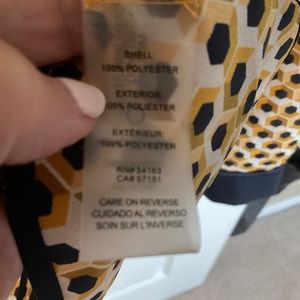 SHELL:
100% POLYESTER
EXTERIOR:
100% POLIÉSTER
EXTÉRIEUR:
100% POLYESTER
RN# 54163
CA# 57151
CARE ON REVERSE
CUIDADO AL REVERSO
SOIN SUR L'INVERSE